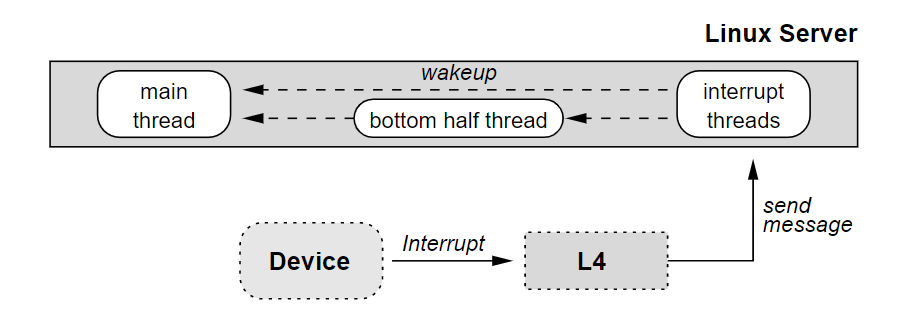 Linux Server
wakeup
main
thread
bottom half thread
interrupt
threads
send
message
Interrupt
Device
L4